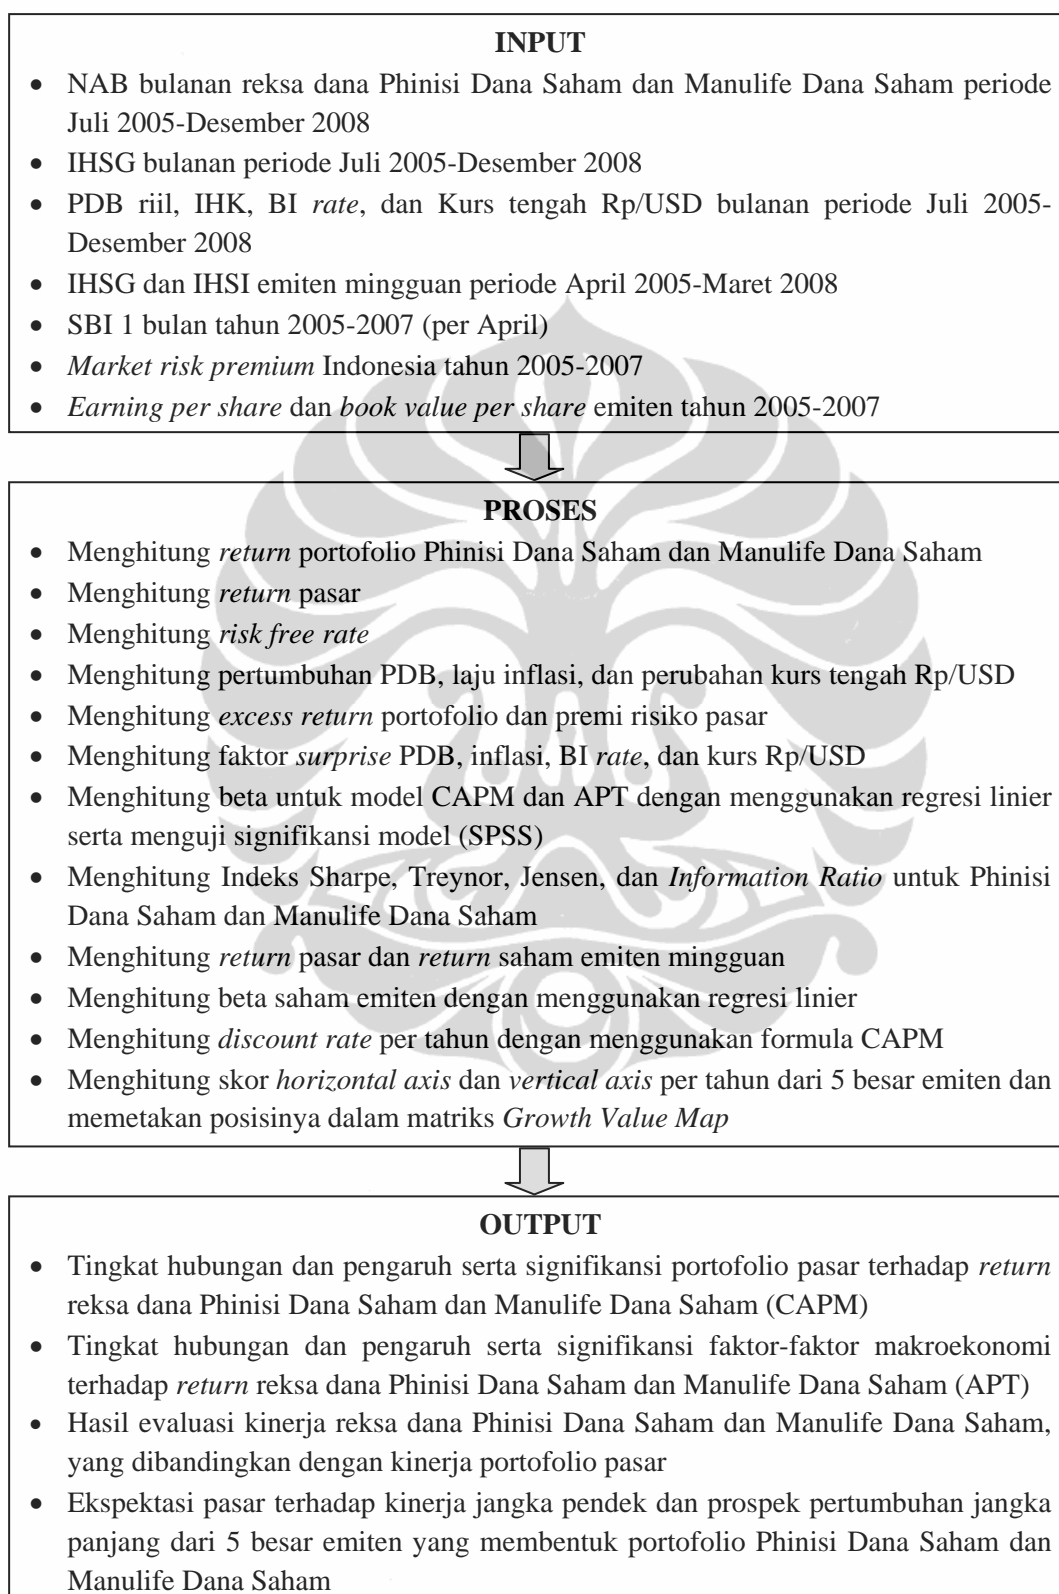 INPUT
• NAB bulanan reksa dana Phinisi Dana Saham dan Manulife Dana Saham periode
Juli 2005-Desember 2008
• IHSG bulanan periode Juli 2005-Desember 2008
• PDB riil, IHK, BI rate, dan Kurs tengah Rp/USD bulanan periode Juli 2005-
Desember 2008
• IHSG dan IHSI emiten mingguan periode April 2005-Maret 2008
• SBI 1 bulan tahun 2005-2007 (per April)
• Market risk premium Indonesia tahun 2005-2007
• Earning per share dan book value per share emiten tahun 2005-2007
PROSES
• Menghitung return portofolio Phinisi Dana Saham dan Manulife Dana Saham
• Menghitung return pasar
• Menghitung risk free rate
• Menghitung pertumbuhan PDB, laju inflasi, dan perubahan kurs tengah Rp/USD
• Menghitung excess return portofolio dan premi risiko pasar
• Menghitung faktor surprise PDB, inflasi, BI rate, dan kurs Rp/USD
• Menghitung beta untuk model CAPM dan APT dengan menggunakan regresi linier
serta menguji signifikansi model (SPSS)
• Menghitung Indeks Sharpe, Treynor, Jensen, dan Information Ratio untuk Phinisi
Dana Saham dan Manulife Dana Saham
• Menghitung return pasar dan return saham emiten mingguan
• Menghitung beta saham emiten dengan menggunakan regresi linier
• Menghitung discount rate per tahun dengan menggunakan formula CAPM
• Menghitung skor horizontal axis dan vertical axis per tahun dari 5 besar emiten dan
memetakan posisinya dalam matriks Growth Value Map
OUTPUT
• Tingkat hubungan dan pengaruh serta signifikansi portofolio pasar terhadap return
reksa dana Phinisi Dana Saham dan Manulife Dana Saham (CAPM)
• Tingkat hubungan dan pengaruh serta signifikansi faktor-faktor makroekonomi
terhadap return reksa dana Phinisi Dana Saham dan Manulife Dana Saham (APT)
• Hasil evaluasi kinerja reksa dana Phinisi Dana Saham dan Manulife Dana Saham,
yang dibandingkan dengan kinerja portofolio pasar
• Ekspektasi pasar terhadap kinerja jangka pendek dan prospek pertumbuhan jangka
panjang dari 5 besar emiten yang membentuk portofolio Phinisi Dana Saham dan
Manulife Dana Saham